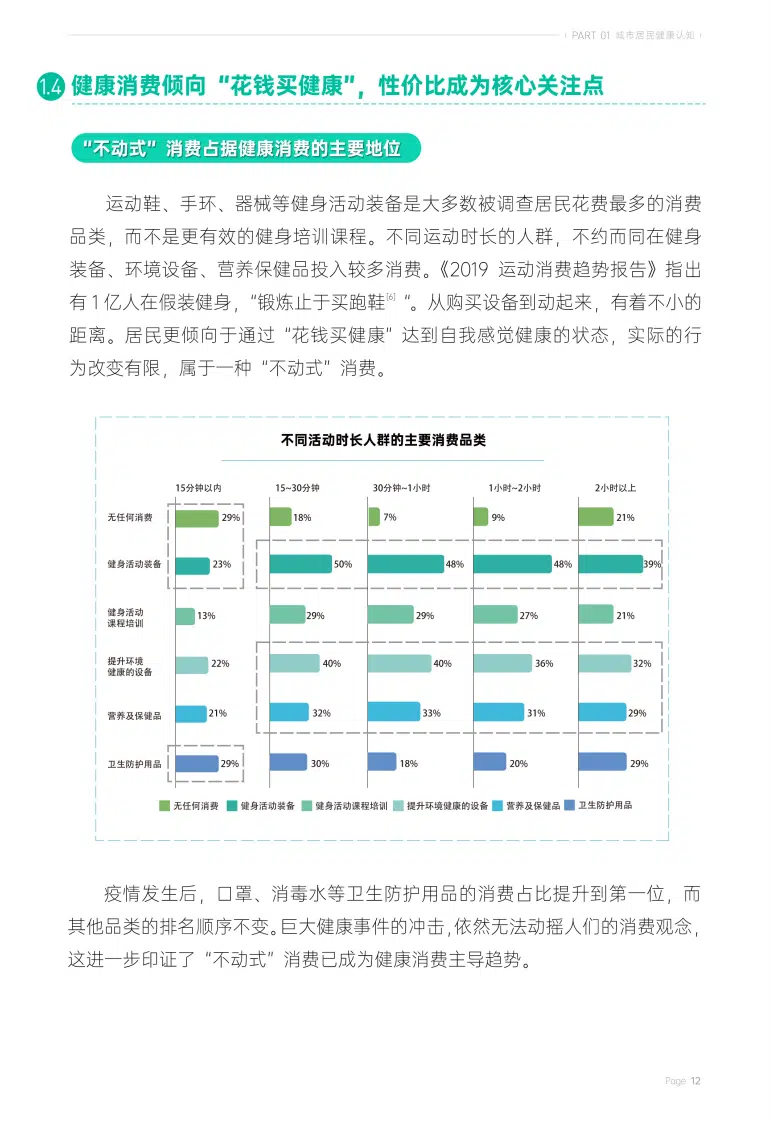 PART 01 城市居民健康认知
1.4 健康消费倾向“花钱买健康”，性价比成为核心关注点
“不动式”消费占据健康消费的主要地位
运动鞋、手环、器械等健身活动装备是大多数被调查居民花费最多的消费
品类，而不是更有效的健身培训课程。不同运动时长的人群，不约而同在健身
装备、环境设备、营养保健品投入较多消费。《2019 运动消费趋势报告》指出
有 1 亿人在假装健身，“锻炼止于买跑鞋[6] “。从购买设备到动起来，有着不小的
距离。居民更倾向于通过“花钱买健康”达到自我感觉健康的状态，实际的行
为改变有限，属于一种“不动式”消费。
不同活动时长人群的主要消费品类
15分钟以内 15~30分钟 30分钟~1小时 1小时~2小时 2小时以上
无任何消费 29% 18% 7% 9% 21%
健身活动装备 23% 50% 48% 48% 39%
健身活动
课程培训 13% 29% 29% 27% 21%
提升环境
健康的设备 22% 40% 40% 36% 32%
营养及保健品 21% 32% 33% 31% 29%
卫生防护用品 29% 30% 18% 20% 29%
无任何消费 健身活动装备 健身活动课程培训 提升环境健康的设备 营养及保健品 卫生防护用品
疫情发生后，口罩、消毒水等卫生防护用品的消费占比提升到第一位，而
其他品类的排名顺序不变。巨大健康事件的冲击，依然无法动摇人们的消费观念，
这进一步印证了“不动式”消费已成为健康消费主导趋势。
Page 12